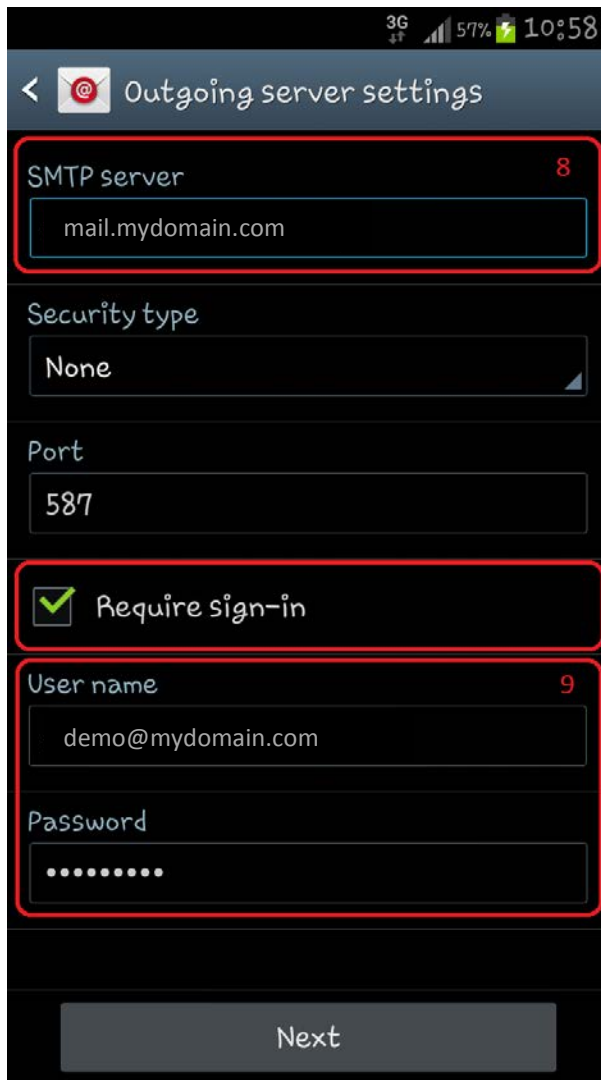 3G 57% 10:58
< @ Outgoing server settings
SMTP server 8
mail.mydomain.com
Security type
None
Port
587
Require sign-in
User name 9
demo@mydomain.com
Password
•••••••••
Next